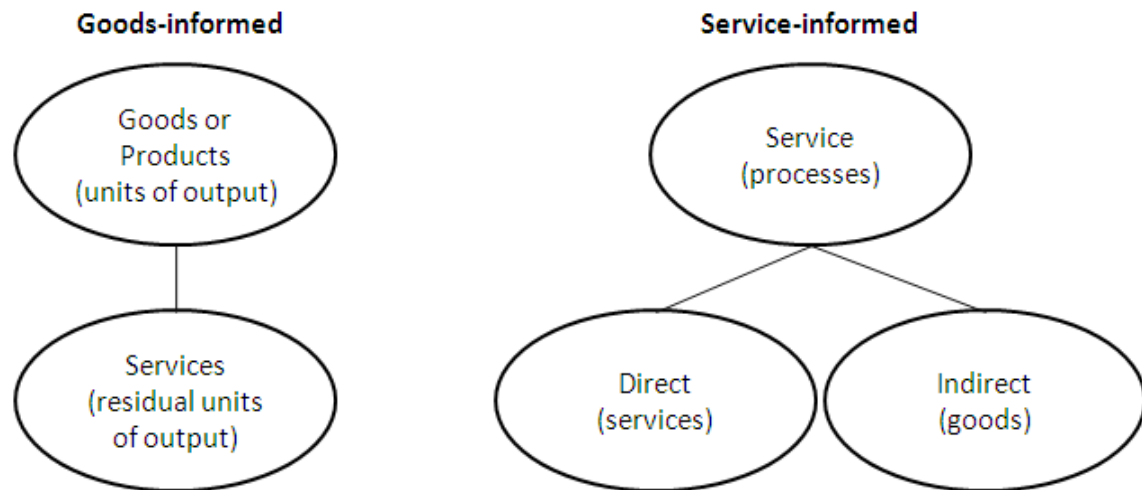 Goods-informed
Goods or
Products
(units of output)
Services
(residual units
of output)
Service-informed
Service
(processes)
Direct
(services)
Indirect
(goods)